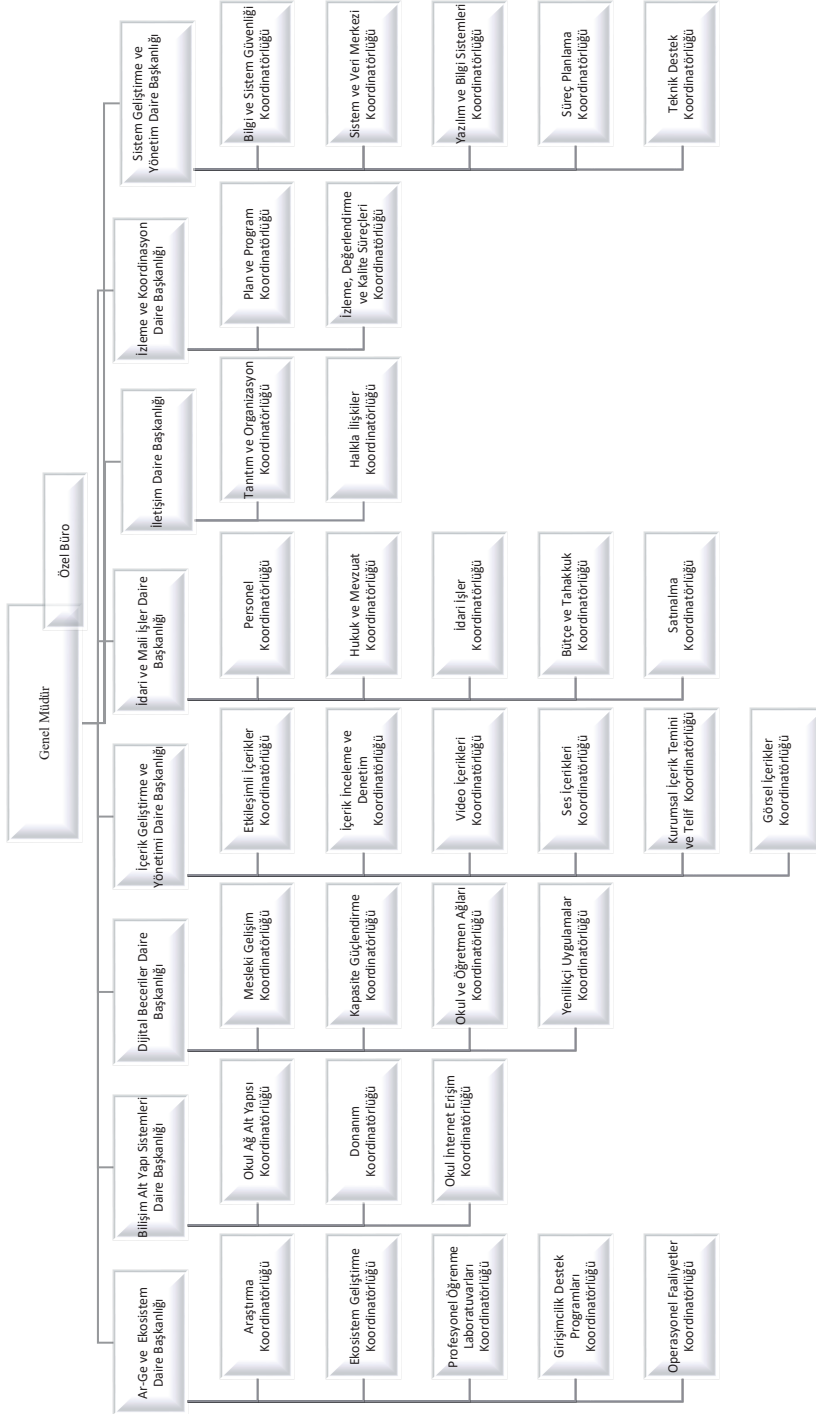 Genel Müdür
Özel Büro
Ar-Ge ve Ekosistem
Daire Başkanlığı
Araştırma
Koordinatörlüğü
Ekosistem Geliştirme
Koordinatörlüğü
Profesyonel Öğrenme
Laboratuvarları
Koordinatörlüğü
Girişimcilik Destek
Programları
Koordinatörlüğü
Operasyonel Faaliyetler
Koordinatörlüğü
Bilişim Alt Yapı Sistemleri
Daire Başkanlığı
Okul Ağ Alt Yapısı
Koordinatörlüğü
Donanım
Koordinatörlüğü
Okul İnternet Erişim
Koordinatörlüğü
Dijital Beceriler Daire
Başkanlığı
Mesleki Gelişim
Koordinatörlüğü
Kapasite Güçlendirme
Koordinatörlüğü
Okul ve Öğretmen Ağları
Koordinatörlüğü
Yenilikçi Uygulamalar
Koordinatörlüğü
İçerik Geliştirme ve
Yönetimi Daire Başkanlığı
Etkileşimli İçerikler
Koordinatörlüğü
İçerik İnceleme ve
Denetim
Koordinatörlüğü
Video İçerikleri
Koordinatörlüğü
Ses İçerikleri
Koordinatörlüğü
Kurumsal İçerik Temini
ve Telif Koordinatörlüğü
Görsel İçerikler
Koordinatörlüğü
İdari ve Mali İşler Daire
Başkanlığı
Personel
Koordinatörlüğü
Hukuk ve Mevzuat
Koordinatörlüğü
İdari İşler
Koordinatörlüğü
Bütçe ve Tahakkuk
Koordinatörlüğü
Satınalma
Koordinatörlüğü
İletişim Daire Başkanlığı
Tanıtım ve Organizasyon
Koordinatörlüğü
Halkla İlişkiler
Koordinatörlüğü
İzleme ve Koordinasyon
Daire Başkanlığı
Plan ve Program
Koordinatörlüğü
İzleme, Değerlendirme
ve Kalite Süreçleri
Koordinatörlüğü
Sistem Geliştirme ve
Yönetim Daire Başkanlığı
Bilgi ve Sistem Güvenliği
Koordinatörlüğü
Sistem ve Veri Merkezi
Koordinatörlüğü
Yazılım ve Bilgi Sistemleri
Koordinatörlüğü
Süreç Planlama
Koordinatörlüğü
Teknik Destek
Koordinatörlüğü